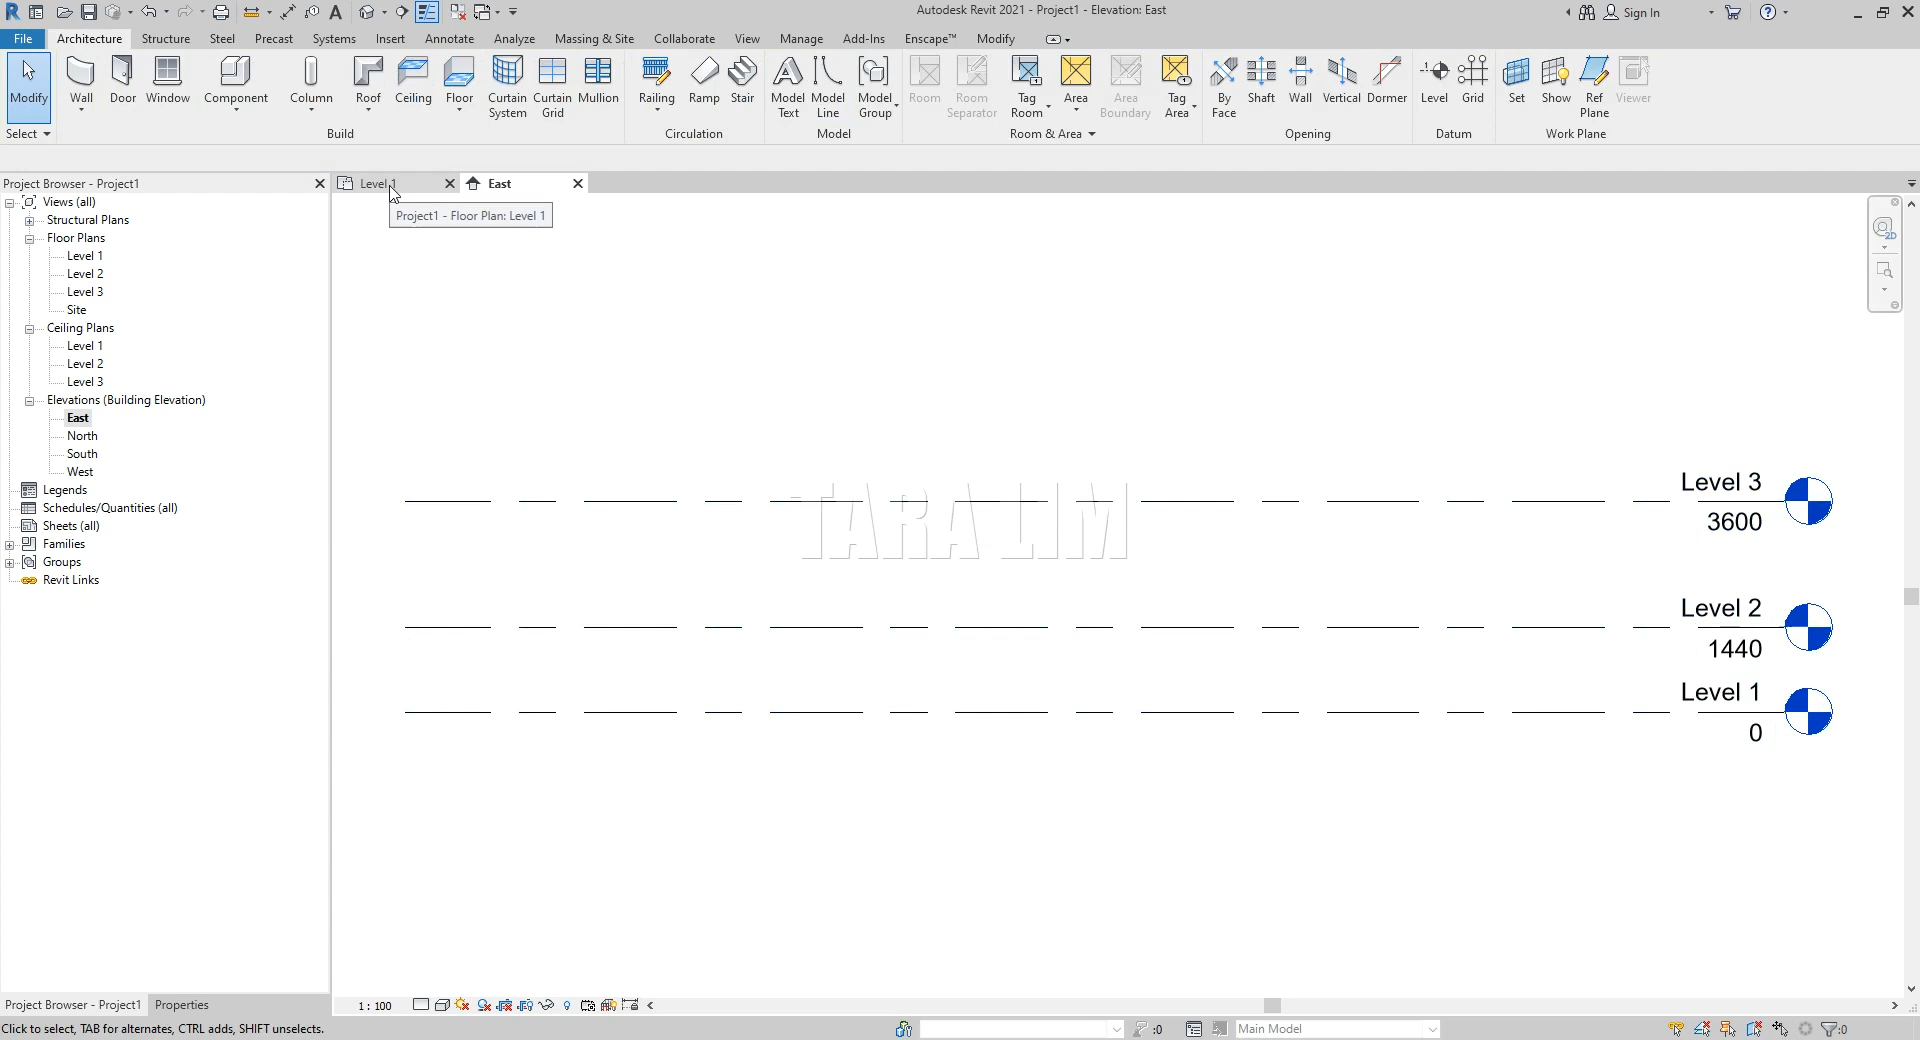 Autodesk Revit 2021 - Project1 - Elevation: East
Sign In
File Architecture Structure Steel Precast Systems Insert Annotate Analyze Massing & Site Collaborate View Manage Add-Ins Enscape™ Modify
Modify Wall Door Window Component Column Roof Ceiling Floor Curtain System Curtain Grid Mullion Railing Ramp Stair Model Text Model Line Model Group Room Room Separator Tag Room Area Area Boundary Tag Area By Face Shaft Wall Vertical Dormer Level Grid Set Show Ref Plane Viewer
Select Build Circulation Model Room & Area Opening Datum Work Plane
Project Browser - Project1
Level 1
East
Project1 - Floor Plan: Level 1
2D
Views (all)
Structural Plans
Floor Plans
Level 1
Level 2
Level 3
Site
Ceiling Plans
Level 1
Level 2
Level 3
Elevations (Building Elevation)
East
North
South
West
Legends
Schedules/Quantities (all)
Sheets (all)
Families
Groups
Revit Links
Level 3
3600
TARA LIM
Level 2
1440
Level 1
0
Project Browser - Project1 Properties
1 : 100
Click to select, TAB for alternates, CTRL adds, SHIFT unselects.
:0
Main Model
:0